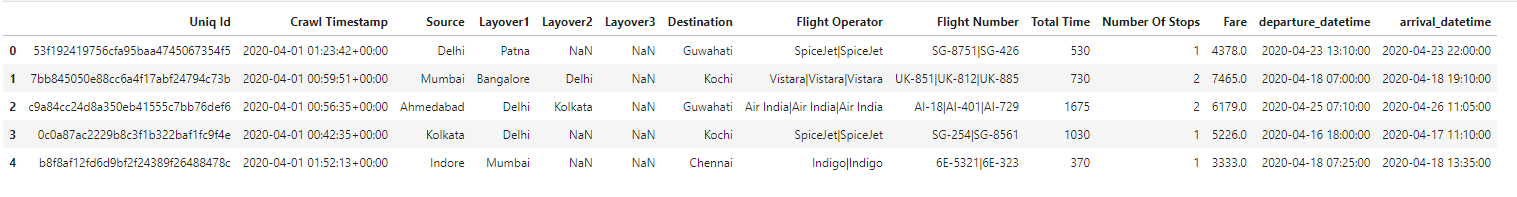 Uniq Id Crawl Timestamp Source Layover1 Layover2 Layover3 Destination Flight Operator Flight Number Total Time Number Of Stops Fare departure_datetime arrival_datetime
0 53f192419756cfa95baa4745067354f5 2020-04-01 01:23:42+00:00 Delhi Patna NaN NaN Guwahati SpiceJet|SpiceJet SG-8751|SG-426 530 1 4378.0 2020-04-23 13:10:00 2020-04-23 22:00:00
1 7bb845050e88cc6a4f17abf24794c73b 2020-04-01 00:59:51+00:00 Mumbai Bangalore Delhi NaN Kochi Vistara|Vistara|Vistara UK-851|UK-812|UK-885 730 2 7465.0 2020-04-18 07:00:00 2020-04-18 19:10:00
2 c9a84cc24d8a350eb41555c7bb76def6 2020-04-01 00:56:35+00:00 Ahmedabad Delhi Kolkata NaN Guwahati Air India|Air India|Air India AI-18|AI-401|AI-729 1675 2 6179.0 2020-04-25 07:10:00 2020-04-26 11:05:00
3 0c0a87ac2229b8c3f1b322baf1fc9f4e 2020-04-01 00:42:35+00:00 Kolkata Delhi NaN NaN Kochi SpiceJet|SpiceJet SG-254|SG-8561 1030 1 5226.0 2020-04-16 18:00:00 2020-04-17 11:10:00
4 b8f8af12fd6d9bf2f24389f26488478c 2020-04-01 01:52:13+00:00 Indore Mumbai NaN NaN Chennai Indigo|Indigo 6E-5321|6E-323 370 1 3333.0 2020-04-18 07:25:00 2020-04-18 13:35:00